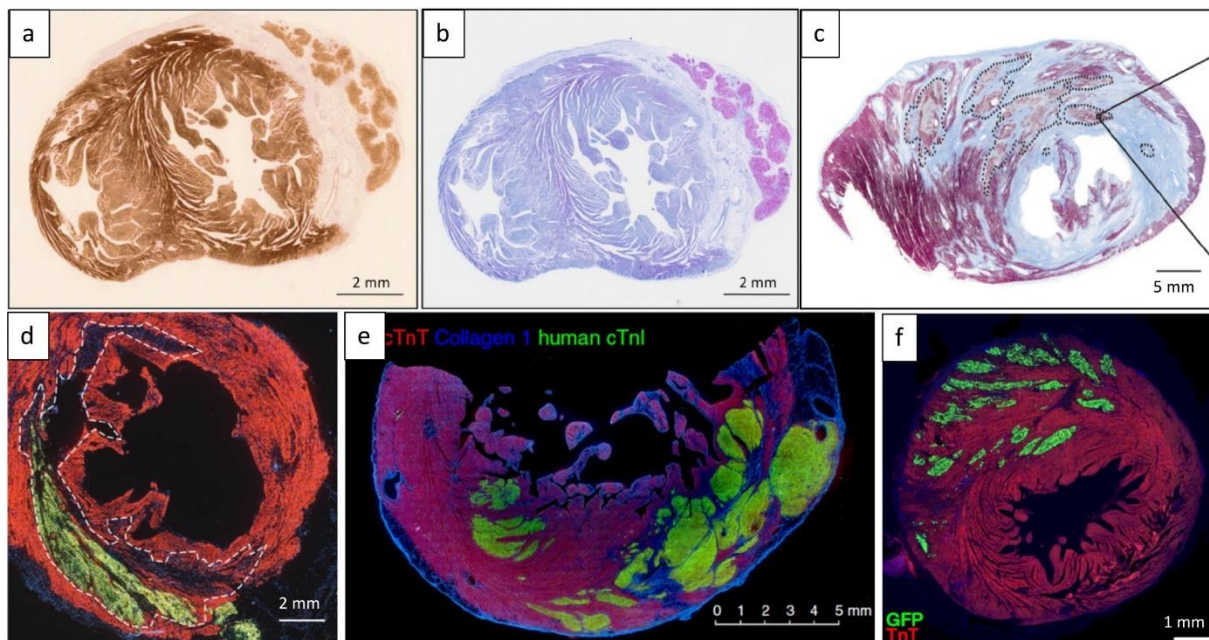 a
2 mm
b
2 mm
c
5 mm
d
2 mm
e
cTnT Collagen 1 human cTnI
0 1 2 3 4 5 mm
f
GFP
TnT
1 mm